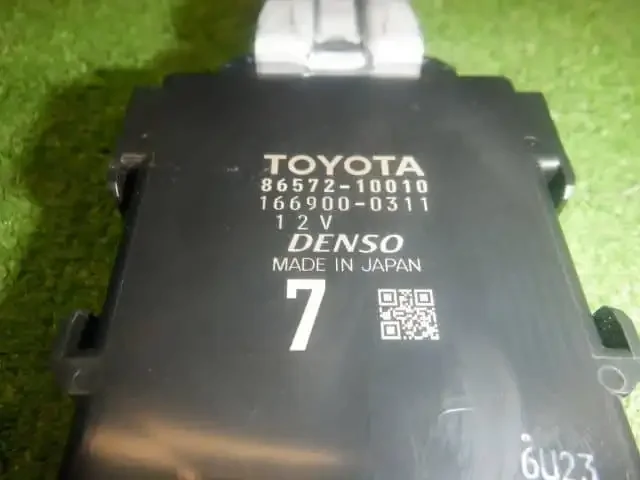 TOYOTA
86572-10010
166900-0311
12V
DENSO
MADE IN JAPAN
7
6U23